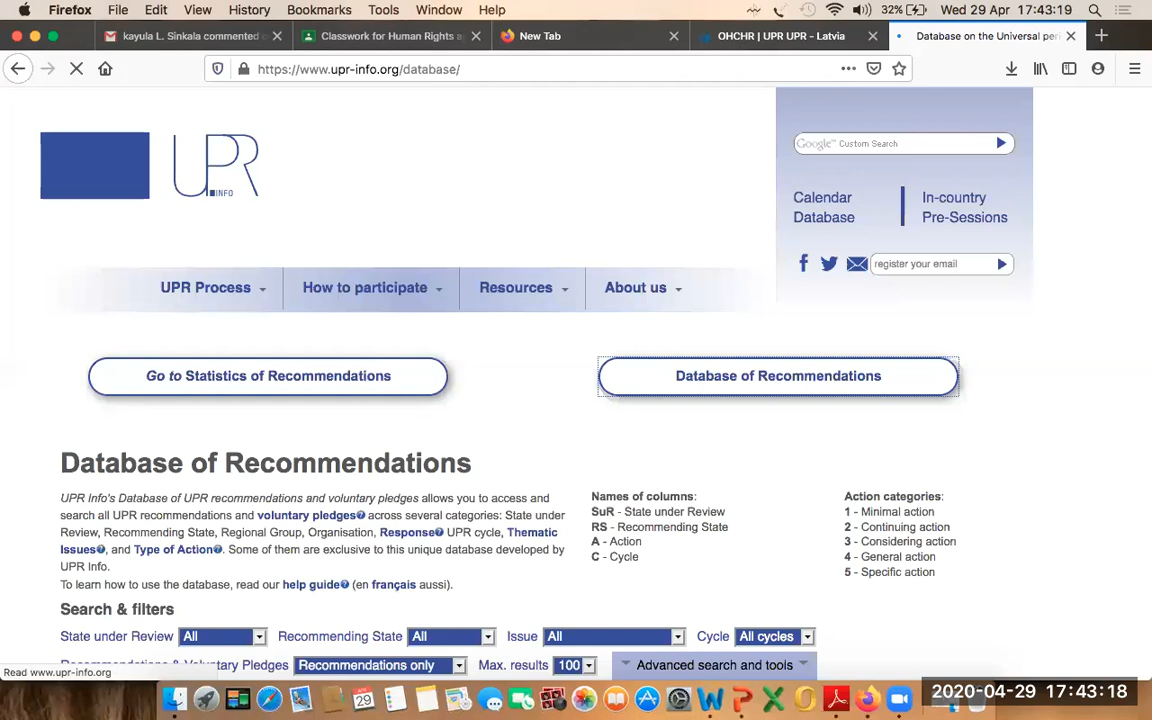 Firefox File Edit View History Bookmarks Tools Window Help 32% Wed 29 Apr 17:43:19
kayula L. Sinkala commented Classwork for Human Rights a New Tab OHCHR | UPR UPR - Latvia Database on the Universal peri
https://www.upr-info.org/database/
Google™ Custom Search
UPR
.INFO
Calendar In-country
Database Pre-Sessions
register your email
UPR Process How to participate Resources About us
Go to Statistics of Recommendations Database of Recommendations
Database of Recommendations
UPR Info's Database of UPR recommendations and voluntary pledges allows you to access and
search all UPR recommendations and voluntary pledges across several categories: State under
Review, Recommending State, Regional Group, Organisation, Response UPR cycle, Thematic
Issues, and Type of Action. Some of them are exclusive to this unique database developed by
UPR Info.
To learn how to use the database, read our help guide (en français aussi).
Names of columns:
SuR - State under Review
RS - Recommending State
A - Action
C - Cycle
Action categories:
1 - Minimal action
2 - Continuing action
3 - Considering action
4 - General action
5 - Specific action
Search & filters
State under Review All Recommending State All Issue All Cycle All cycles
Recommendations & Voluntary Pledges Recommendations only Max. results 100 Advanced search and tools
Read www.upr-info.org
29
2020-04-29 17:43:18